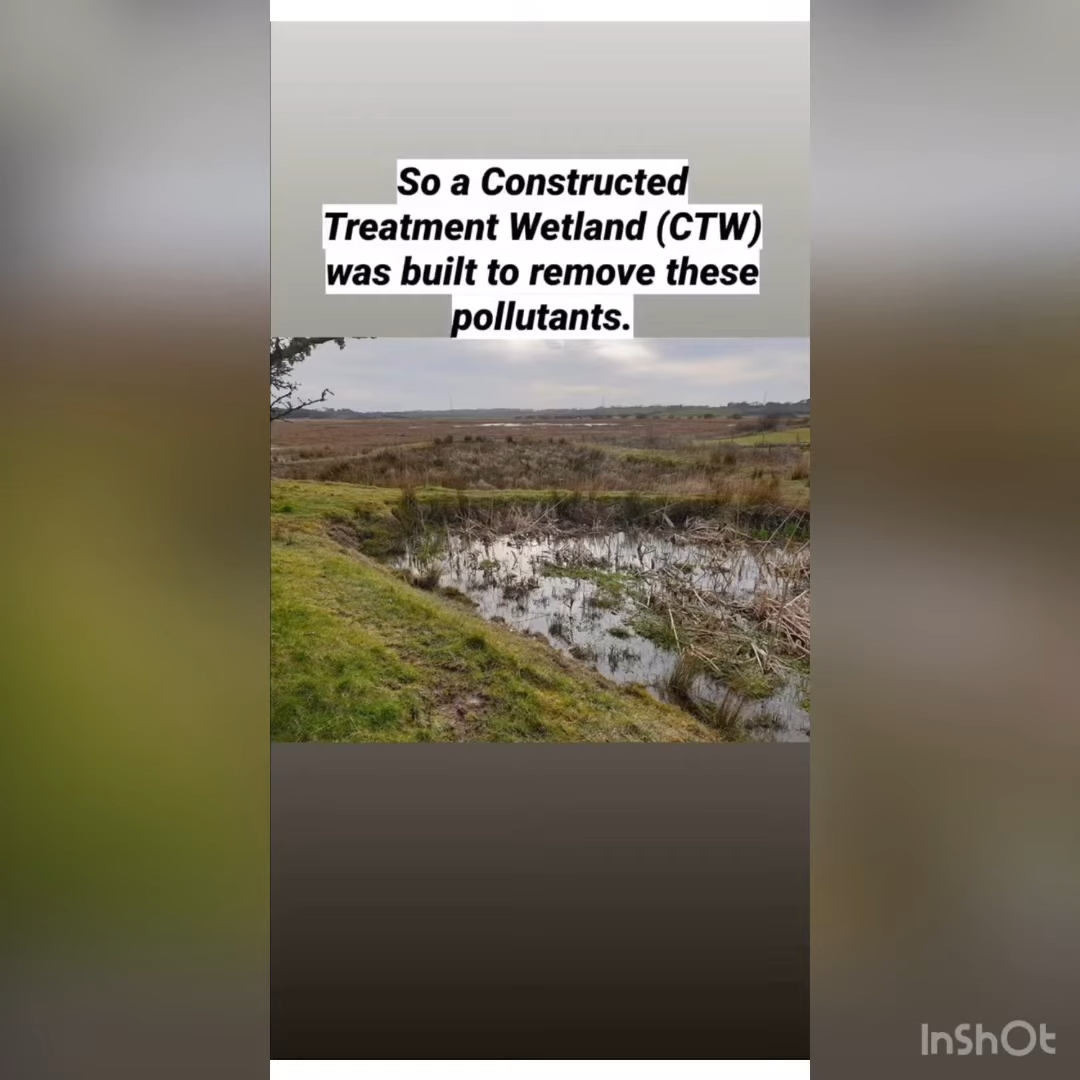 So a Constructed
Treatment Wetland (CTW)
was built to remove these
pollutants.
InShOt